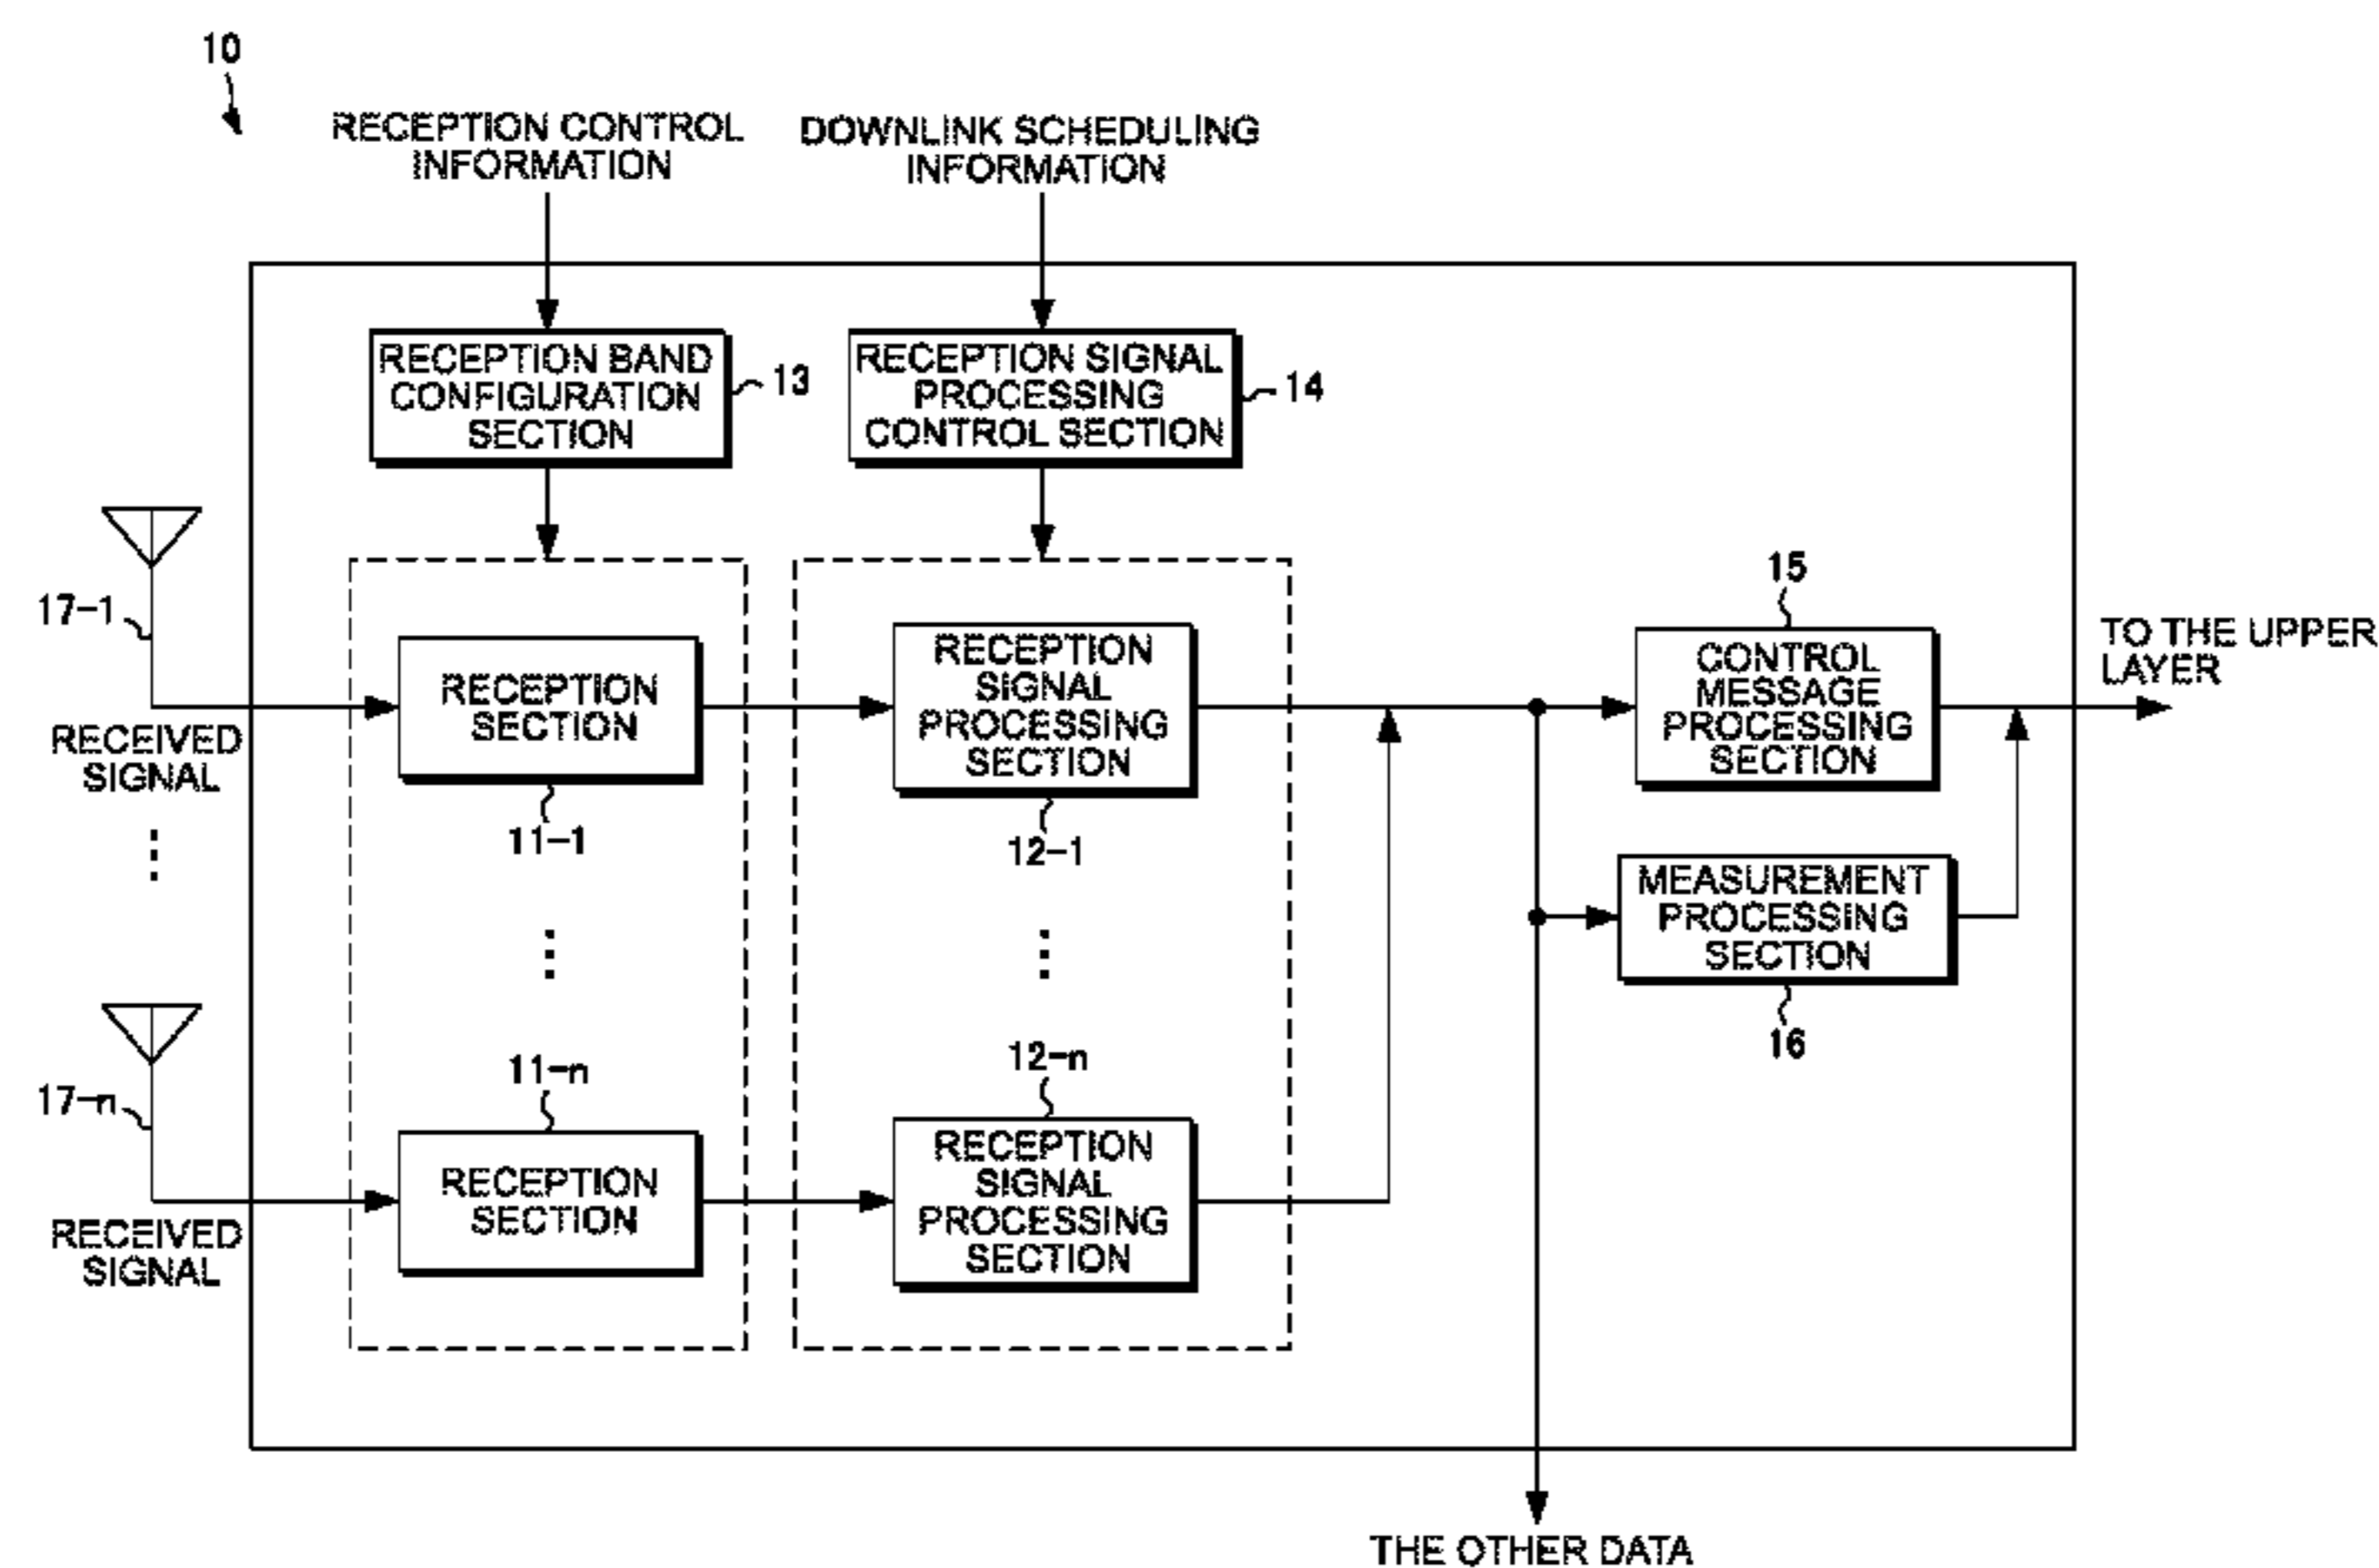 10
RECEPTION CONTROL
INFORMATION
DOWNLINK SCHEDULING
INFORMATION
RECEPTION BAND
CONFIGURATION
SECTION
13
RECEPTION SIGNAL
PROCESSING
CONTROL SECTION
14
17-1
RECEIVED
SIGNAL
RECEPTION
SECTION
11-1
RECEPTION
SIGNAL
PROCESSING
SECTION
12-1
15
CONTROL
MESSAGE
PROCESSING
SECTION
TO THE UPPER
LAYER
MEASUREMENT
PROCESSING
SECTION
16
17-n
RECEIVED
SIGNAL
11-n
RECEPTION
SECTION
12-n
RECEPTION
SIGNAL
PROCESSING
SECTION
THE OTHER DATA